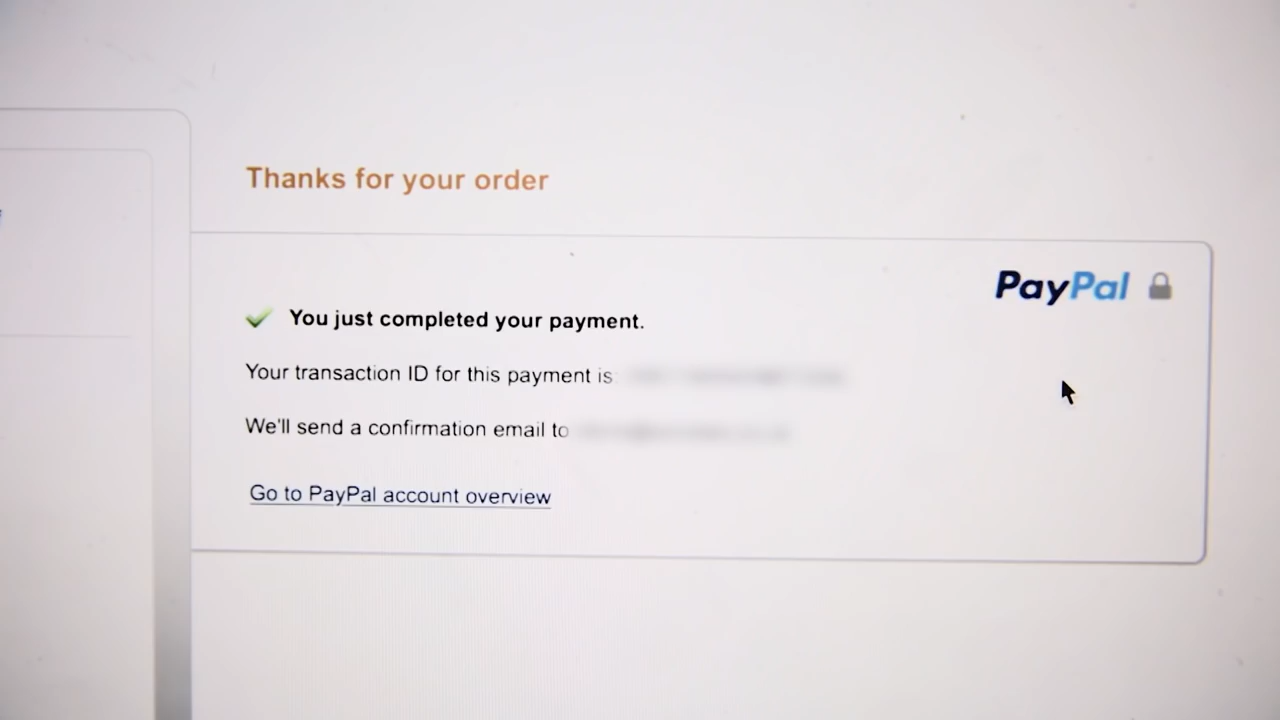 Thanks for your order
PayPal
You just completed your payment.
Your transaction ID for this payment is
We'll send a confirmation email to
Go to PayPal account overview